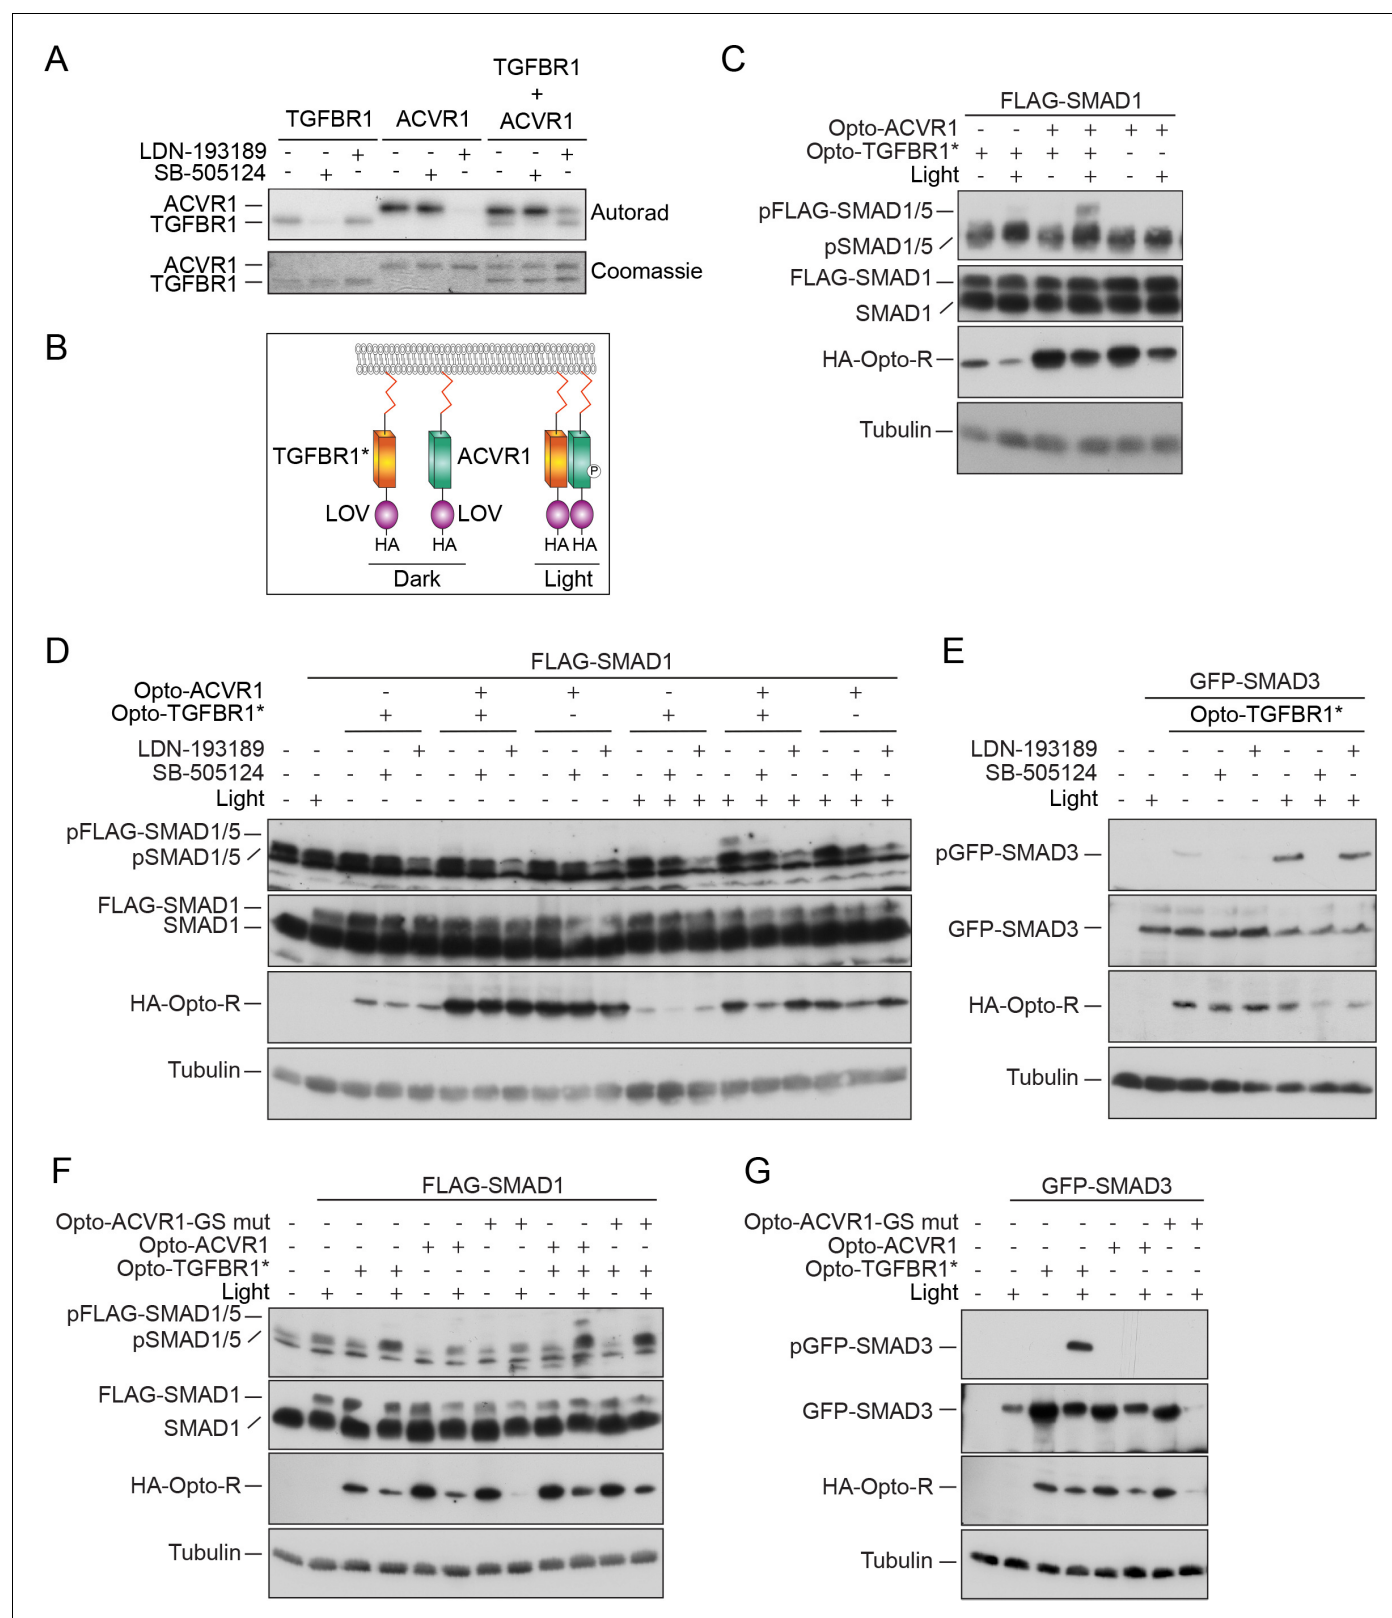 A
TGFBR1
+
ACVR1
TGFBR1 ACVR1
LDN-193189 - - + - - + - - +
SB-505124 - + - - + - - + -
ACVR1
TGFBR1
Autorad
ACVR1
TGFBR1
Coomassie
B
TGFBR1*
ACVR1
P
LOV LOV
HA HA HA HA
Dark Light
C
FLAG-SMAD1
Opto-ACVR1 - - + + + +
Opto-TGFBR1* + + + + - -
Light - + - + - +
pFLAG-SMAD1/5
pSMAD1/5
FLAG-SMAD1
SMAD1
HA-Opto-R
Tubulin
D
FLAG-SMAD1
Opto-ACVR1 - + + - + +
Opto-TGFBR1* + + - + + -
LDN-193189 - - - - + - - + - - + - - + - - + - - +
SB-505124 - - - + - - + - - + - - + - - + - - + -
Light - + - - - - - - - - - + + + + + + + + +
pFLAG-SMAD1/5
pSMAD1/5
FLAG-SMAD1
SMAD1
HA-Opto-R
Tubulin
E
GFP-SMAD3
Opto-TGFBR1*
LDN-193189 - - - - + - - +
SB-505124 - - - + - - + -
Light - + - - - + + +
pGFP-SMAD3
GFP-SMAD3
HA-Opto-R
Tubulin
F
FLAG-SMAD1
Opto-ACVR1-GS mut - - - - - - + + - - + +
Opto-ACVR1 - - - - + + - - + + - -
Opto-TGFBR1* - - + + - - - - + + + +
Light - + - + - + - + - + - +
pFLAG-SMAD1/5
pSMAD1/5
FLAG-SMAD1
SMAD1
HA-Opto-R
Tubulin
G
GFP-SMAD3
Opto-ACVR1-GS mut - - - - - - + +
Opto-ACVR1 - - - - + + - -
Opto-TGFBR1* - - + + - - - -
Light - + - + - + - +
pGFP-SMAD3
GFP-SMAD3
HA-Opto-R
Tubulin